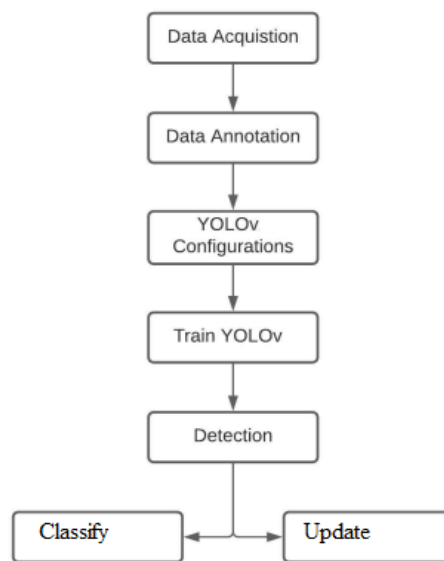 Data Acquistion
Data Annotation
YOLOv
Configurations
Train YOLOv
Detection
Classify
Update